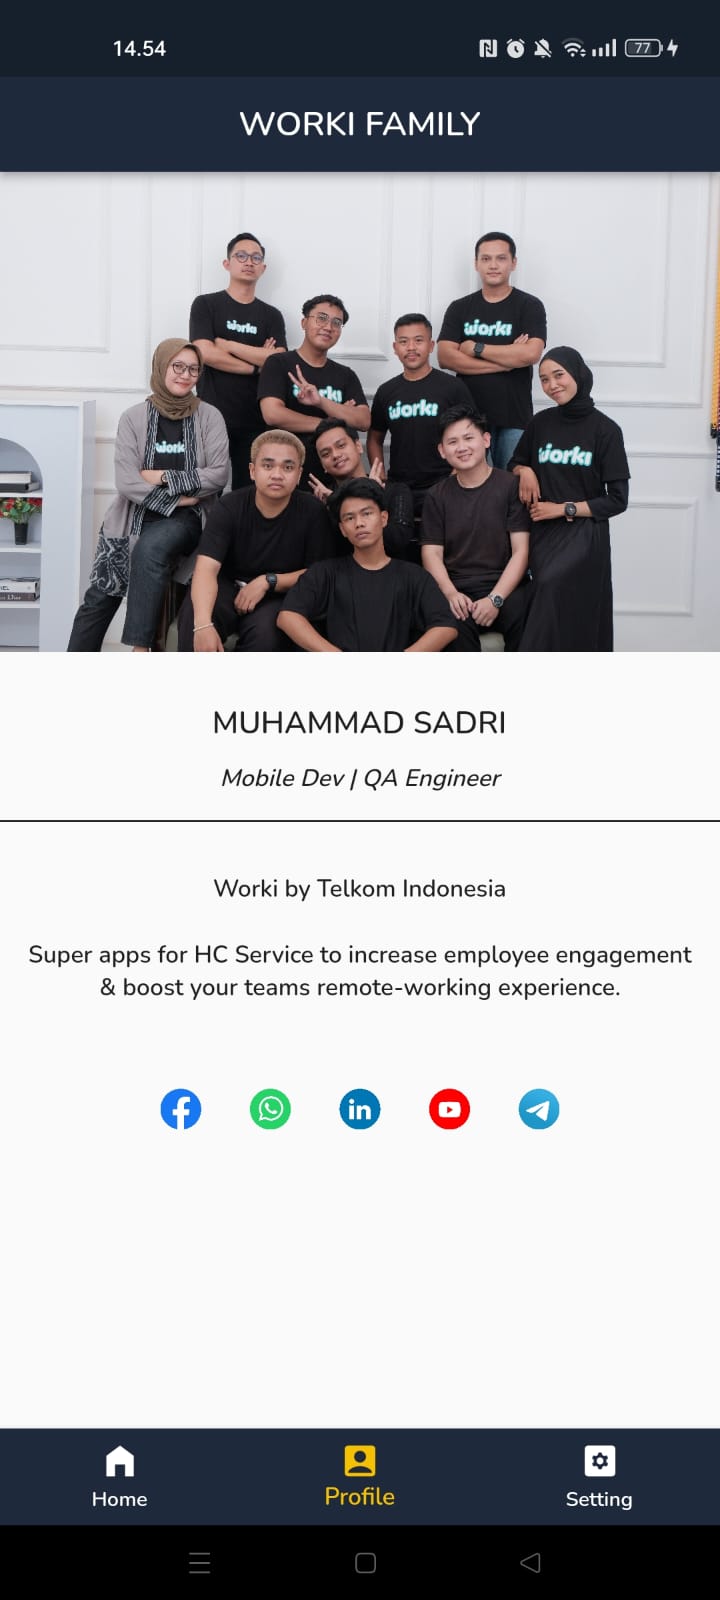 14.54
77
WORKI FAMILY
worki
worki
worki
worki
work
worki
MUHAMMAD SADRI
Mobile Dev | QA Engineer
Worki by Telkom Indonesia
Super apps for HC Service to increase employee engagement
& boost your teams remote-working experience.
in
Home
Profile
Setting